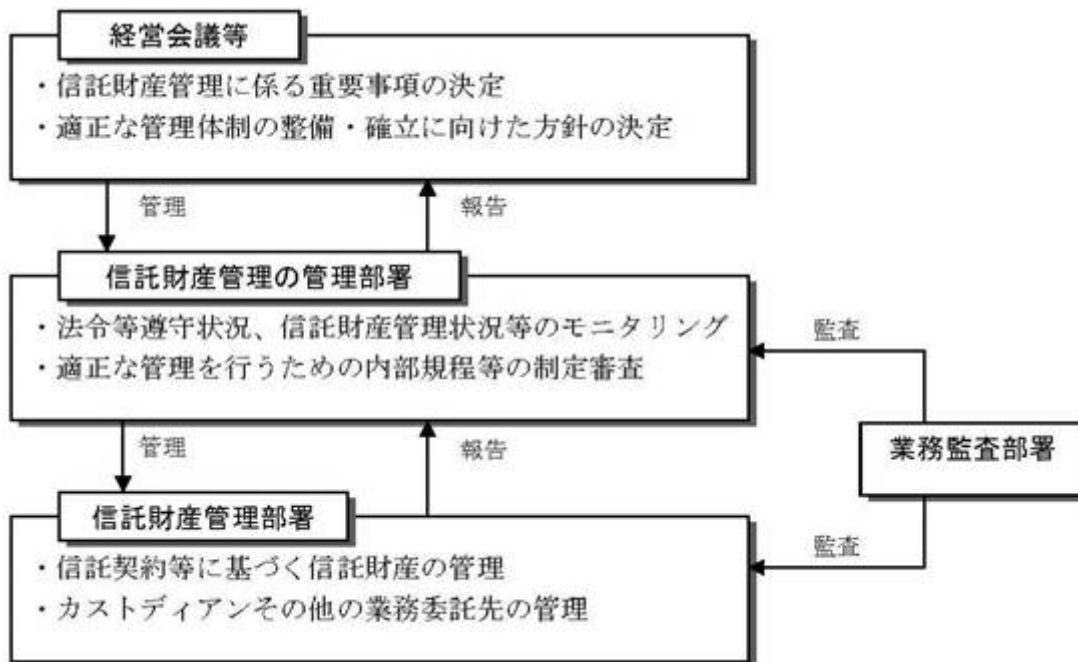 経営会議等
・信託財産管理に係る重要事項の決定
・適正な管理体制の整備・確立に向けた方針の決定
管理
報告
信託財産管理の管理部署
・法令等遵守状況、信託財産管理状況等のモニタリング
・適正な管理を行うための内部規程等の制定審査
監査
管理
報告
業務監査部署
信託財産管理部署
・信託契約等に基づく信託財産の管理
・カストディアンその他の業務委託先の管理
監査